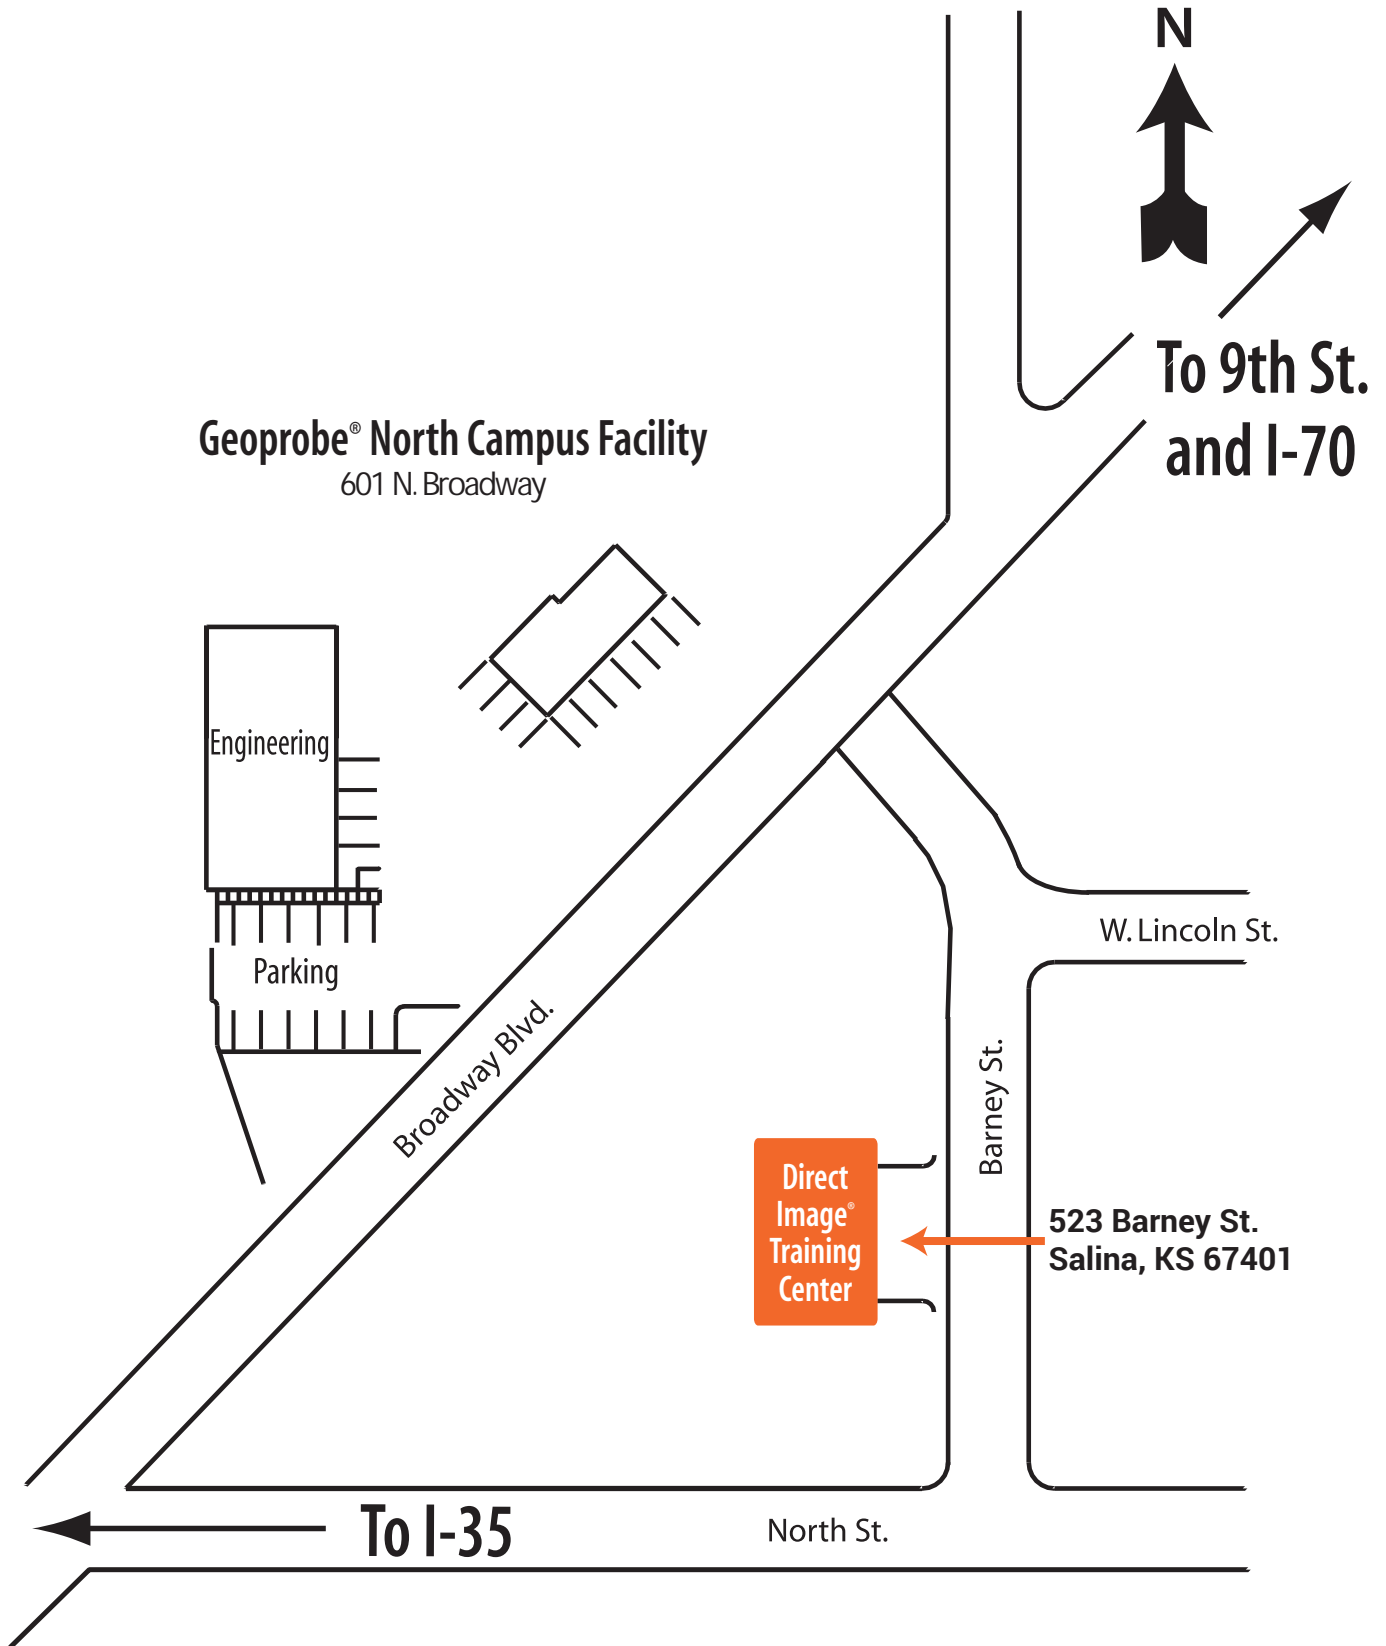 N
To 9th St.
and I-70
Geoprobe® North Campus Facility
601 N. Broadway
Engineering
Parking
W. Lincoln St.
Broadway Blvd.
Barney St.
Direct
Image®
Training
Center
523 Barney St.
Salina, KS 67401
To I-35
North St.